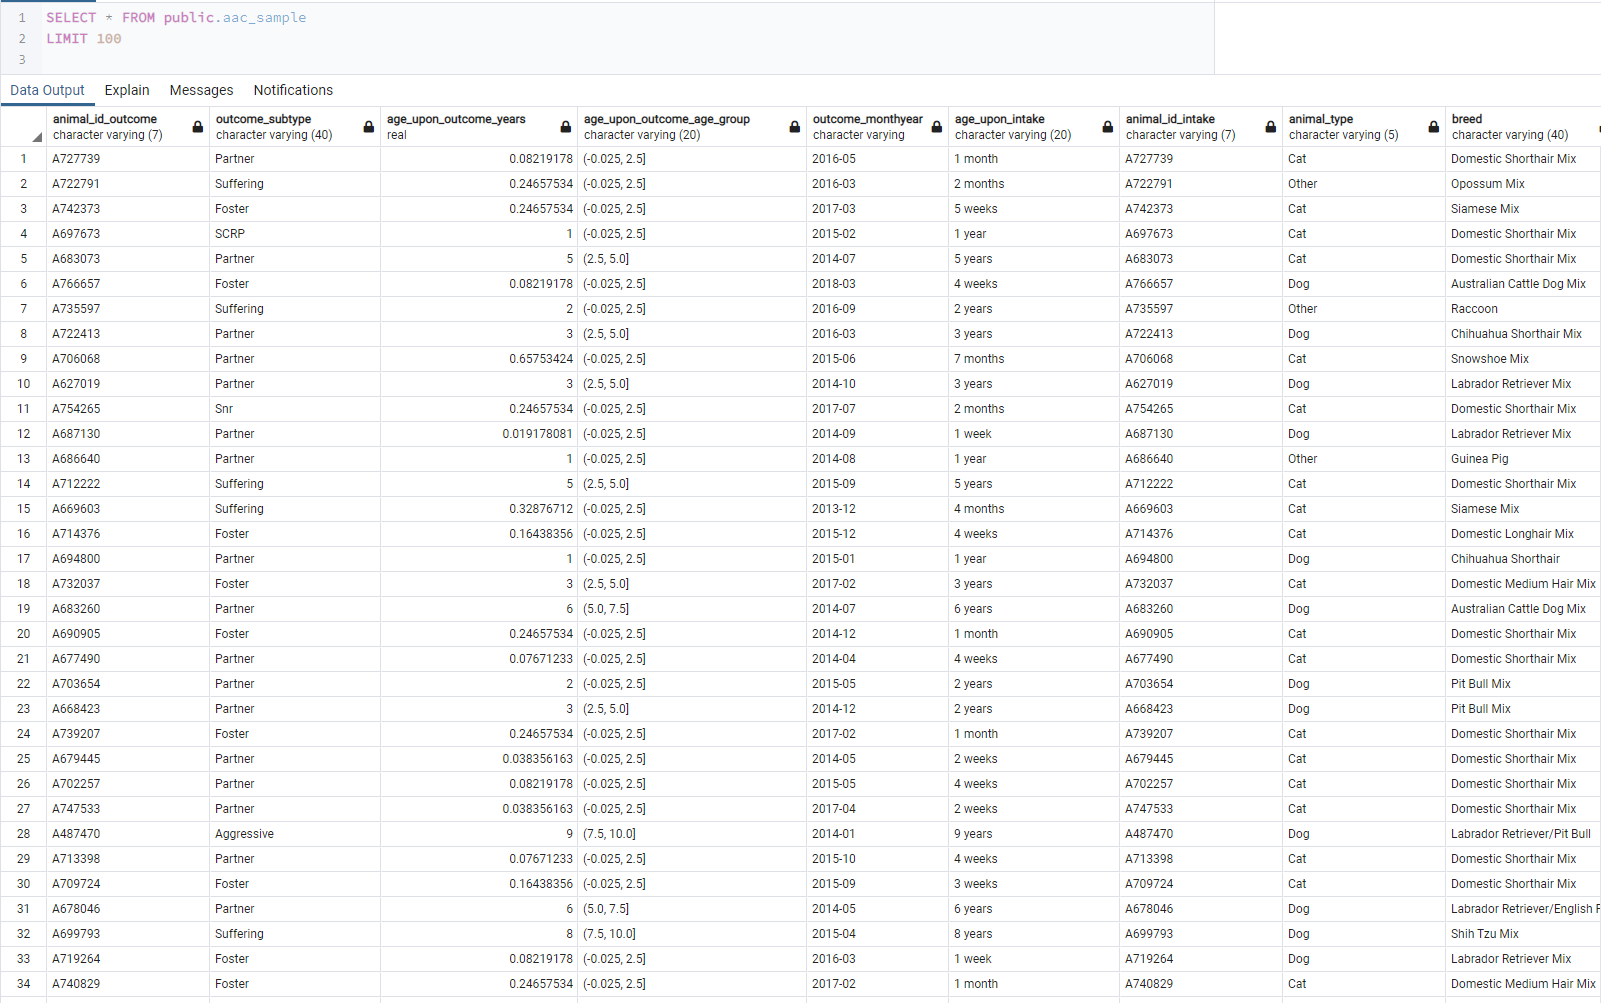 1 SELECT * FROM public.aac_sample
2 LIMIT 100
3
Data Output Explain Messages Notifications
animal_id_outcome outcome_subtype age_upon_outcome_years age_upon_outcome_age_group outcome_monthyear age_upon_intake animal_id_intake animal_type breed
character varying (7) character varying (40) real character varying (20) character varying character varying (20) character varying (7) character varying (5) character varying (40)
1 A727739 Partner 0.08219178 (-0.025, 2.5] 2016-05 1 month A727739 Cat Domestic Shorthair Mix
2 A722791 Suffering 0.24657534 (-0.025, 2.5] 2016-03 2 months A722791 Other Opossum Mix
3 A742373 Foster 0.24657534 (-0.025, 2.5] 2017-03 5 weeks A742373 Cat Siamese Mix
4 A697673 SCRP 1 (-0.025, 2.5] 2015-02 1 year A697673 Cat Domestic Shorthair Mix
5 A683073 Partner 5 (2.5, 5.0] 2014-07 5 years A683073 Cat Domestic Shorthair Mix
6 A766657 Foster 0.08219178 (-0.025, 2.5] 2018-03 4 weeks A766657 Dog Australian Cattle Dog Mix
7 A735597 Suffering 2 (-0.025, 2.5] 2016-09 2 years A735597 Other Raccoon
8 A722413 Partner 3 (2.5, 5.0] 2016-03 3 years A722413 Dog Chihuahua Shorthair Mix
9 A706068 Partner 0.65753424 (-0.025, 2.5] 2015-06 7 months A706068 Cat Snowshoe Mix
10 A627019 Partner 3 (2.5, 5.0] 2014-10 3 years A627019 Dog Labrador Retriever Mix
11 A754265 Snr 0.24657534 (-0.025, 2.5] 2017-07 2 months A754265 Cat Domestic Shorthair Mix
12 A687130 Partner 0.019178081 (-0.025, 2.5] 2014-09 1 week A687130 Dog Labrador Retriever Mix
13 A686640 Partner 1 (-0.025, 2.5] 2014-08 1 year A686640 Other Guinea Pig
14 A712222 Suffering 5 (2.5, 5.0] 2015-09 5 years A712222 Cat Domestic Shorthair Mix
15 A669603 Suffering 0.32876712 (-0.025, 2.5] 2013-12 4 months A669603 Cat Siamese Mix
16 A714376 Foster 0.16438356 (-0.025, 2.5] 2015-12 4 weeks A714376 Cat Domestic Longhair Mix
17 A694800 Partner 1 (-0.025, 2.5] 2015-01 1 year A694800 Dog Chihuahua Shorthair
18 A732037 Foster 3 (2.5, 5.0] 2017-02 3 years A732037 Cat Domestic Medium Hair Mix
19 A683260 Partner 6 (5.0, 7.5] 2014-07 6 years A683260 Dog Australian Cattle Dog Mix
20 A690905 Foster 0.24657534 (-0.025, 2.5] 2014-12 1 month A690905 Cat Domestic Shorthair Mix
21 A677490 Partner 0.07671233 (-0.025, 2.5] 2014-04 4 weeks A677490 Cat Domestic Shorthair Mix
22 A703654 Partner 2 (-0.025, 2.5] 2015-05 2 years A703654 Dog Pit Bull Mix
23 A668423 Partner 3 (2.5, 5.0] 2014-12 2 years A668423 Dog Pit Bull Mix
24 A739207 Foster 0.24657534 (-0.025, 2.5] 2017-02 1 month A739207 Cat Domestic Shorthair Mix
25 A679445 Partner 0.038356163 (-0.025, 2.5] 2014-05 2 weeks A679445 Cat Domestic Shorthair Mix
26 A702257 Partner 0.08219178 (-0.025, 2.5] 2015-05 4 weeks A702257 Cat Domestic Shorthair Mix
27 A747533 Partner 0.038356163 (-0.025, 2.5] 2017-04 2 weeks A747533 Cat Domestic Shorthair Mix
28 A487470 Aggressive 9 (7.5, 10.0] 2014-01 9 years A487470 Dog Labrador Retriever/Pit Bull
29 A713398 Partner 0.07671233 (-0.025, 2.5] 2015-10 4 weeks A713398 Cat Domestic Shorthair Mix
30 A709724 Foster 0.16438356 (-0.025, 2.5] 2015-09 3 weeks A709724 Cat Domestic Shorthair Mix
31 A678046 Partner 6 (5.0, 7.5] 2014-05 6 years A678046 Dog Labrador Retriever/English
32 A699793 Suffering 8 (7.5, 10.0] 2015-04 8 years A699793 Dog Shih Tzu Mix
33 A719264 Foster 0.08219178 (-0.025, 2.5] 2016-03 1 week A719264 Dog Labrador Retriever Mix
34 A740829 Foster 0.24657534 (-0.025, 2.5] 2017-02 1 month A740829 Cat Domestic Medium Hair Mix